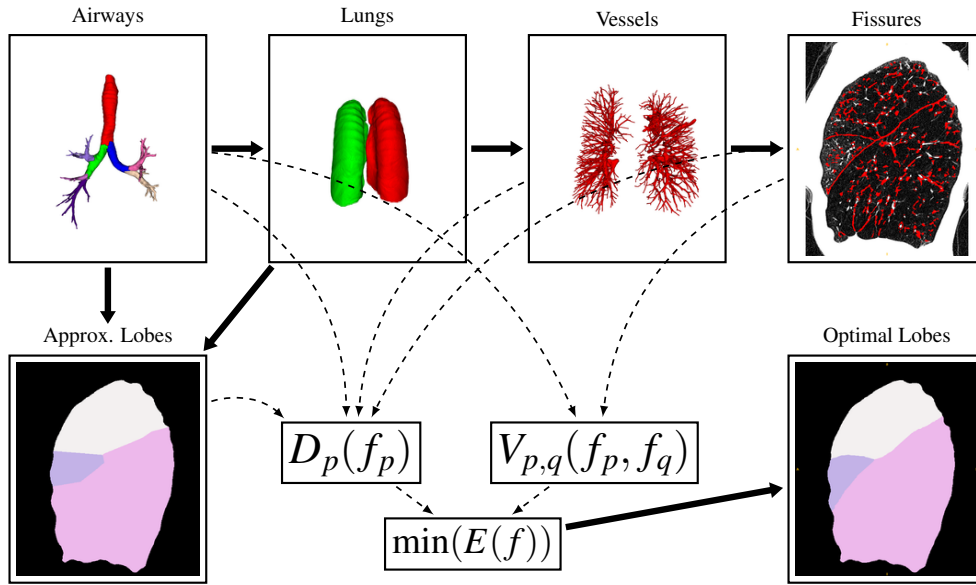 Airways
Lungs
Vessels
Fissures
Approx. Lobes
Optimal Lobes
D_p(f_p)
V_{p,q}(f_p, f_q)
min(E(f))